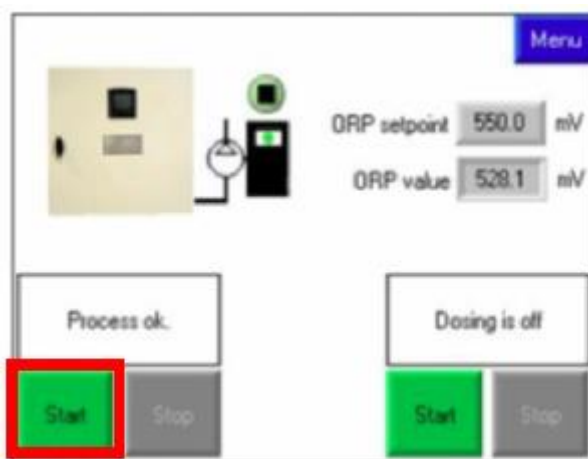 Menu
ORP setpoint 550.0 mV
ORP value 528.1 mV
Process ok.
Dosing is off
Start Stop Start Stop